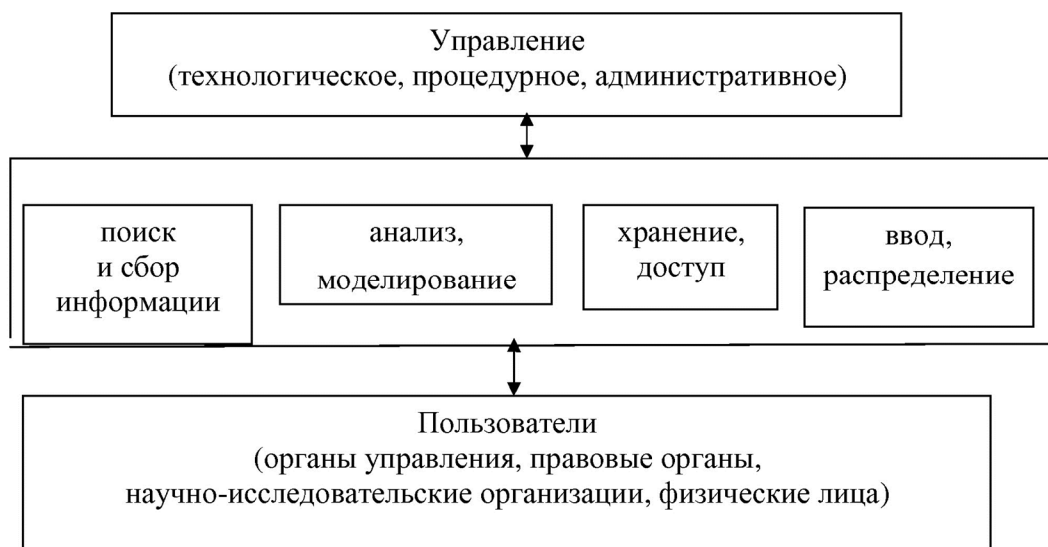 Управление
(технологическое, процедурное, административное)
поиск
и сбор
информации
анализ,
моделирование
хранение,
доступ
ввод,
распределение
Пользователи
(органы управления, правовые органы,
научно-исследовательские организации, физические лица)